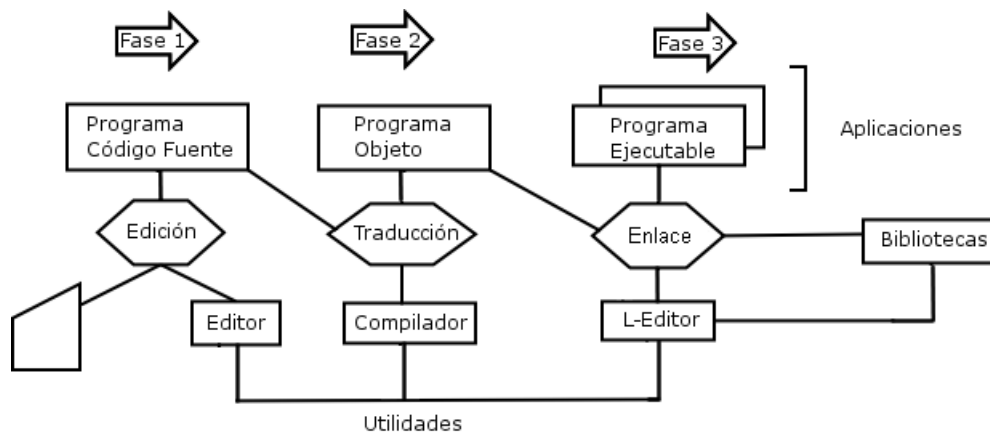 Fase 1
Fase 2
Fase 3
Programa
Código Fuente
Programa
Objeto
Programa
Ejecutable
Aplicaciones
Edición
Traducción
Enlace
Bibliotecas
Editor
Compilador
L-Editor
Utilidades